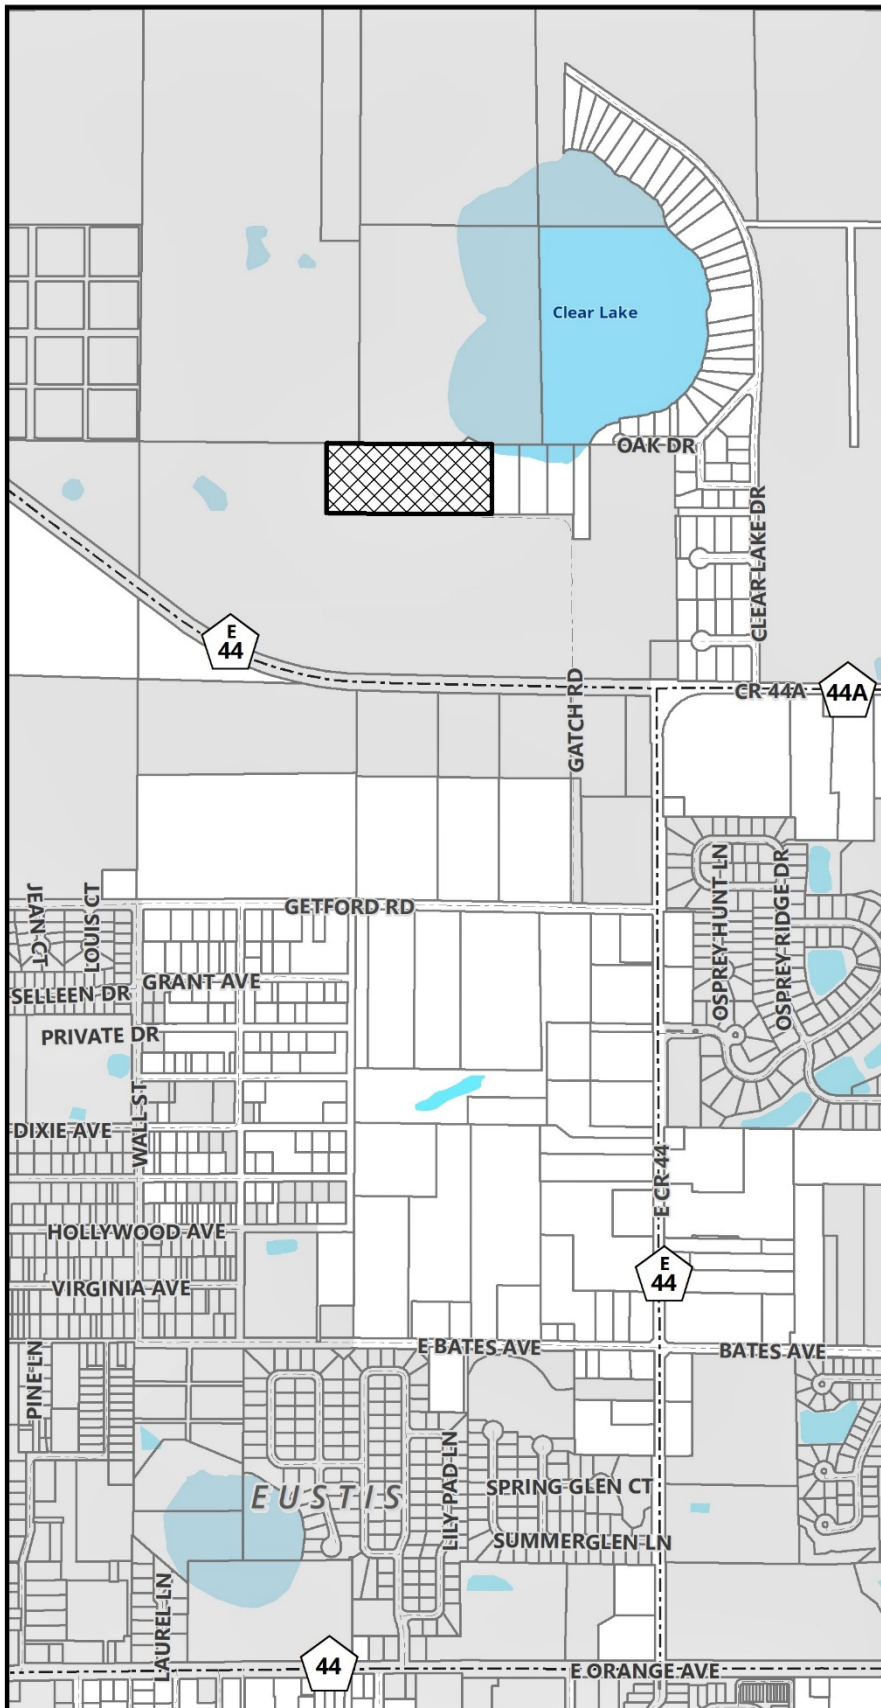 Clear Lake
OAK DR
CLEAR LAKE DR
E
44
GATCH RD
CR 44A
44A
JEAN CT
LOUIS CT
GETFORD RD
OSPREY HUNT LN
OSPREY RIDGE DR
SELLEEN DR
GRANT AVE
PRIVATE DR
DIXIE AVE
WALL ST
E CR 44
HOLLYWOOD AVE
E
44
VIRGINIA AVE
E BATES AVE
BATES AVE
PINE LN
LILY PAD LN
EUSTIS
SPRING GLEN CT
SUMMERGLEN LN
LAUREL LN
44
E ORANGE AVE